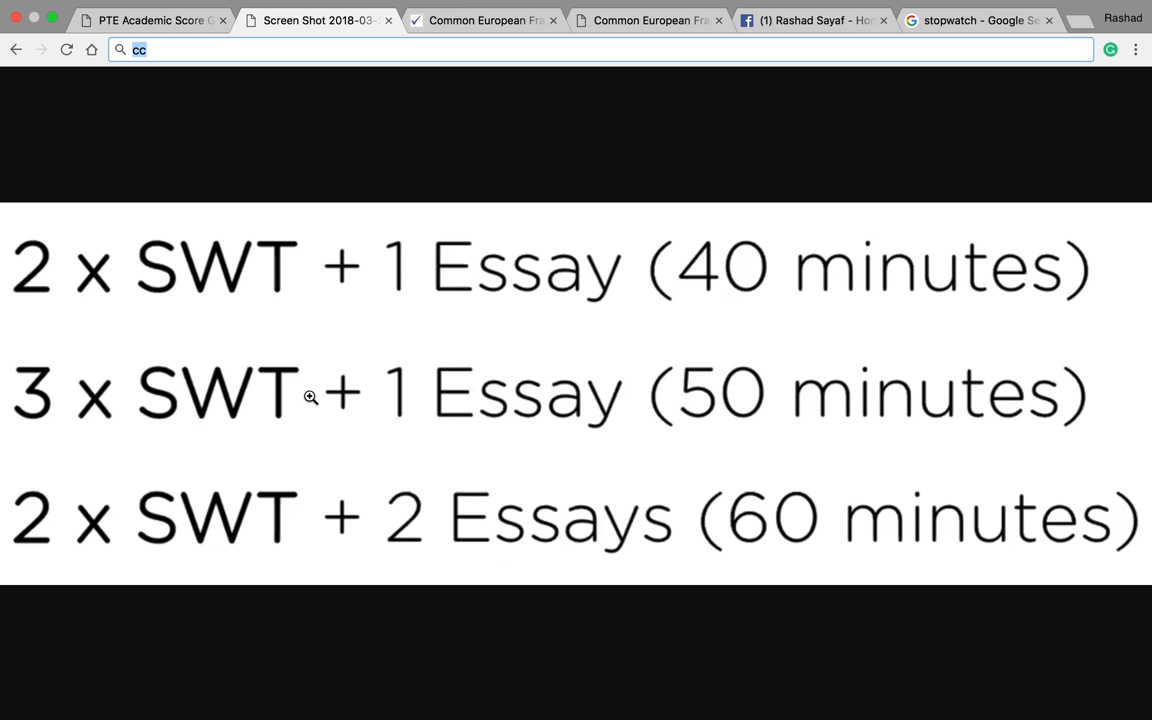 PTE Academic Score G
Screen Shot 2018-03-
Common European Fra
Common European Fra
(1) Rashad Sayaf - Hom
stopwatch - Google Se
Rashad
cc
2 x SWT + 1 Essay (40 minutes)
3 x SWT + 1 Essay (50 minutes)
2 x SWT + 2 Essays (60 minutes)